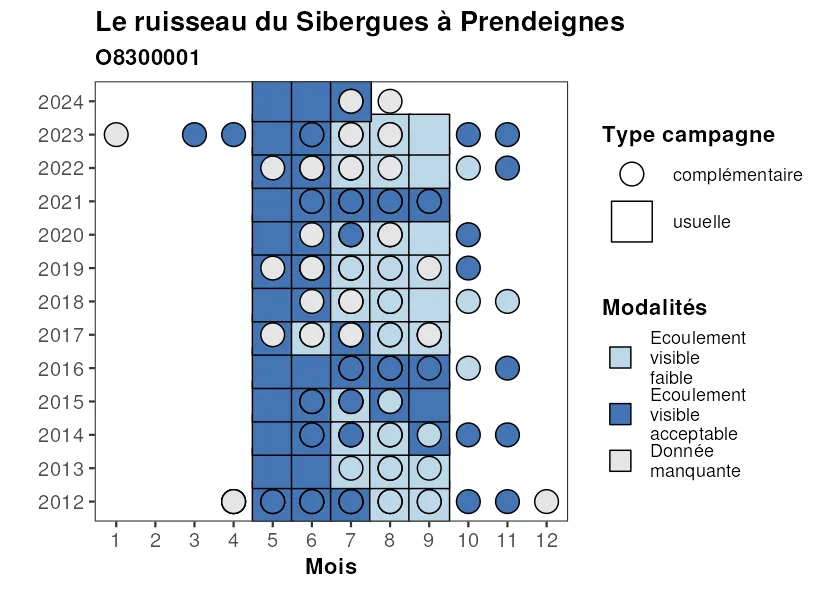 Le ruisseau du Sibergues à Prendeignes
O8300001
2024
2023
2022
2021
2020
2019
2018
2017
2016
2015
2014
2013
2012
1 2 3 4 5 6 7 8 9 10 11 12
Mois
Type campagne
complémentaire
usuelle
Modalités
Ecoulement
visible
faible
Ecoulement
visible
acceptable
Donnée
manquante